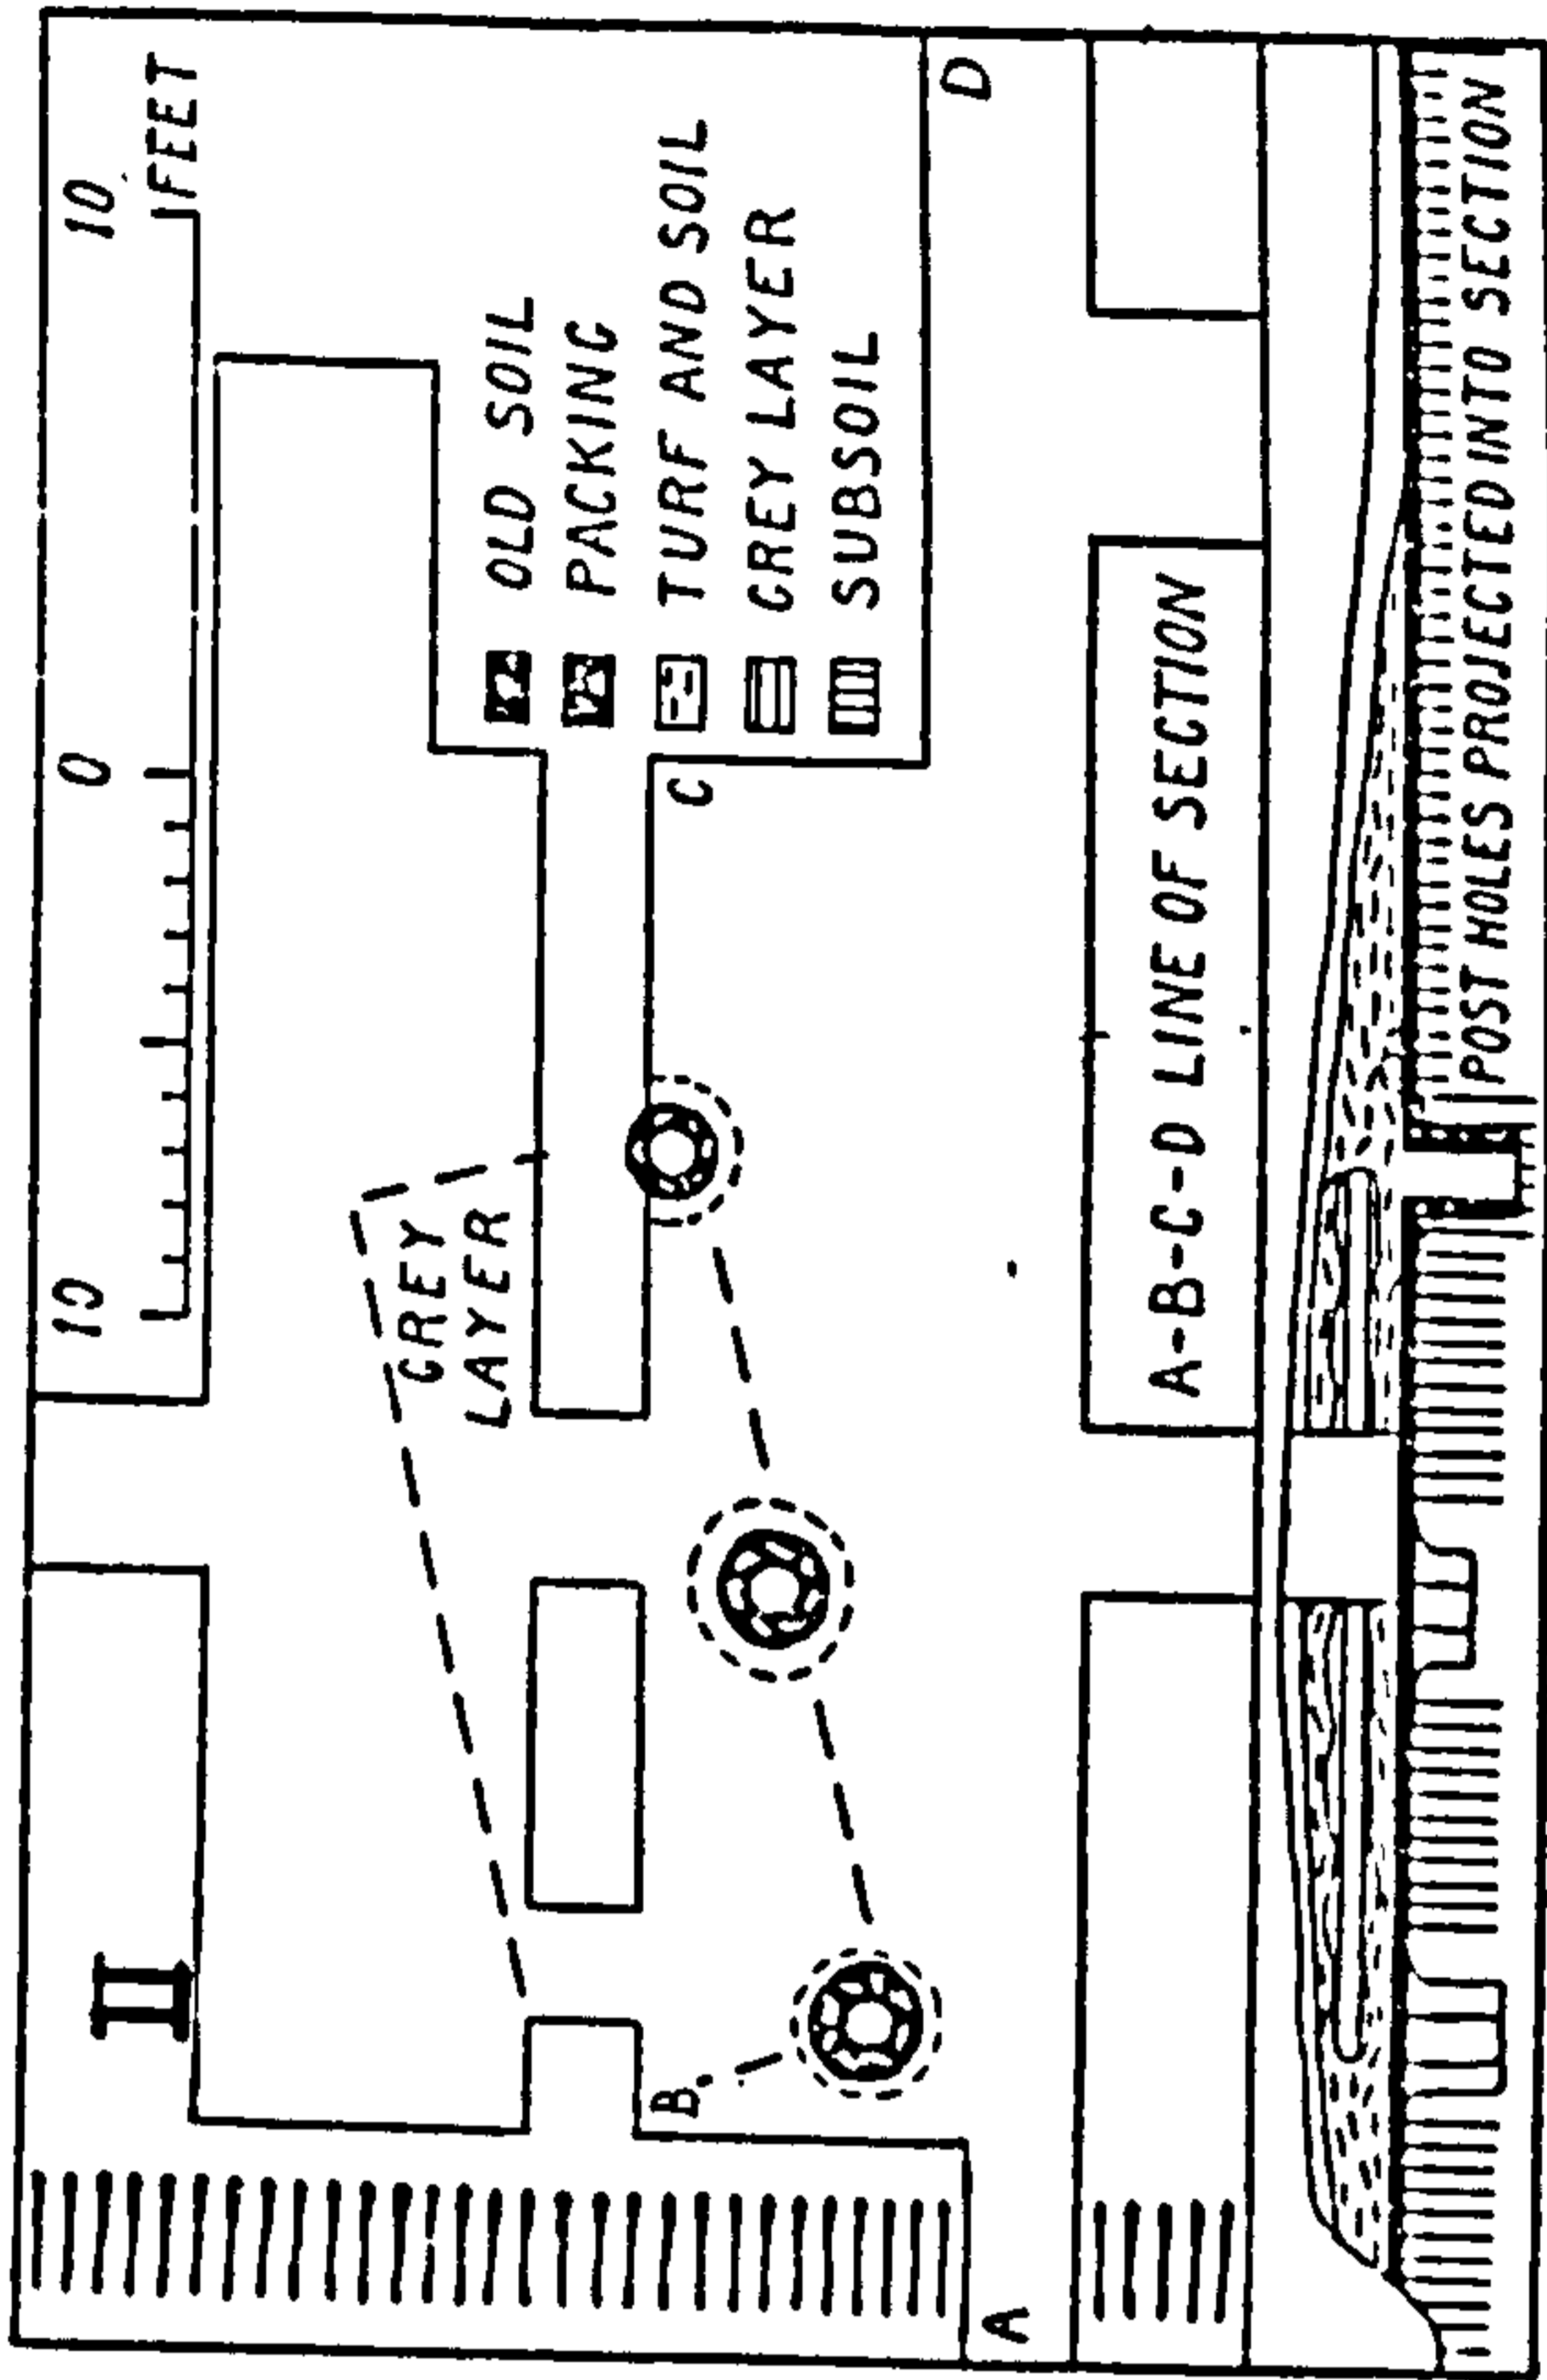 II
10 0 10
FEET
GREY
LAYER
OLD SOIL
PACKING
TURF AND SOIL
GREY LAYER
SUBSOIL
B
C
A
D
A-B-C-D LINE OF SECTION
POST HOLES PROJECTED INTO SECTION